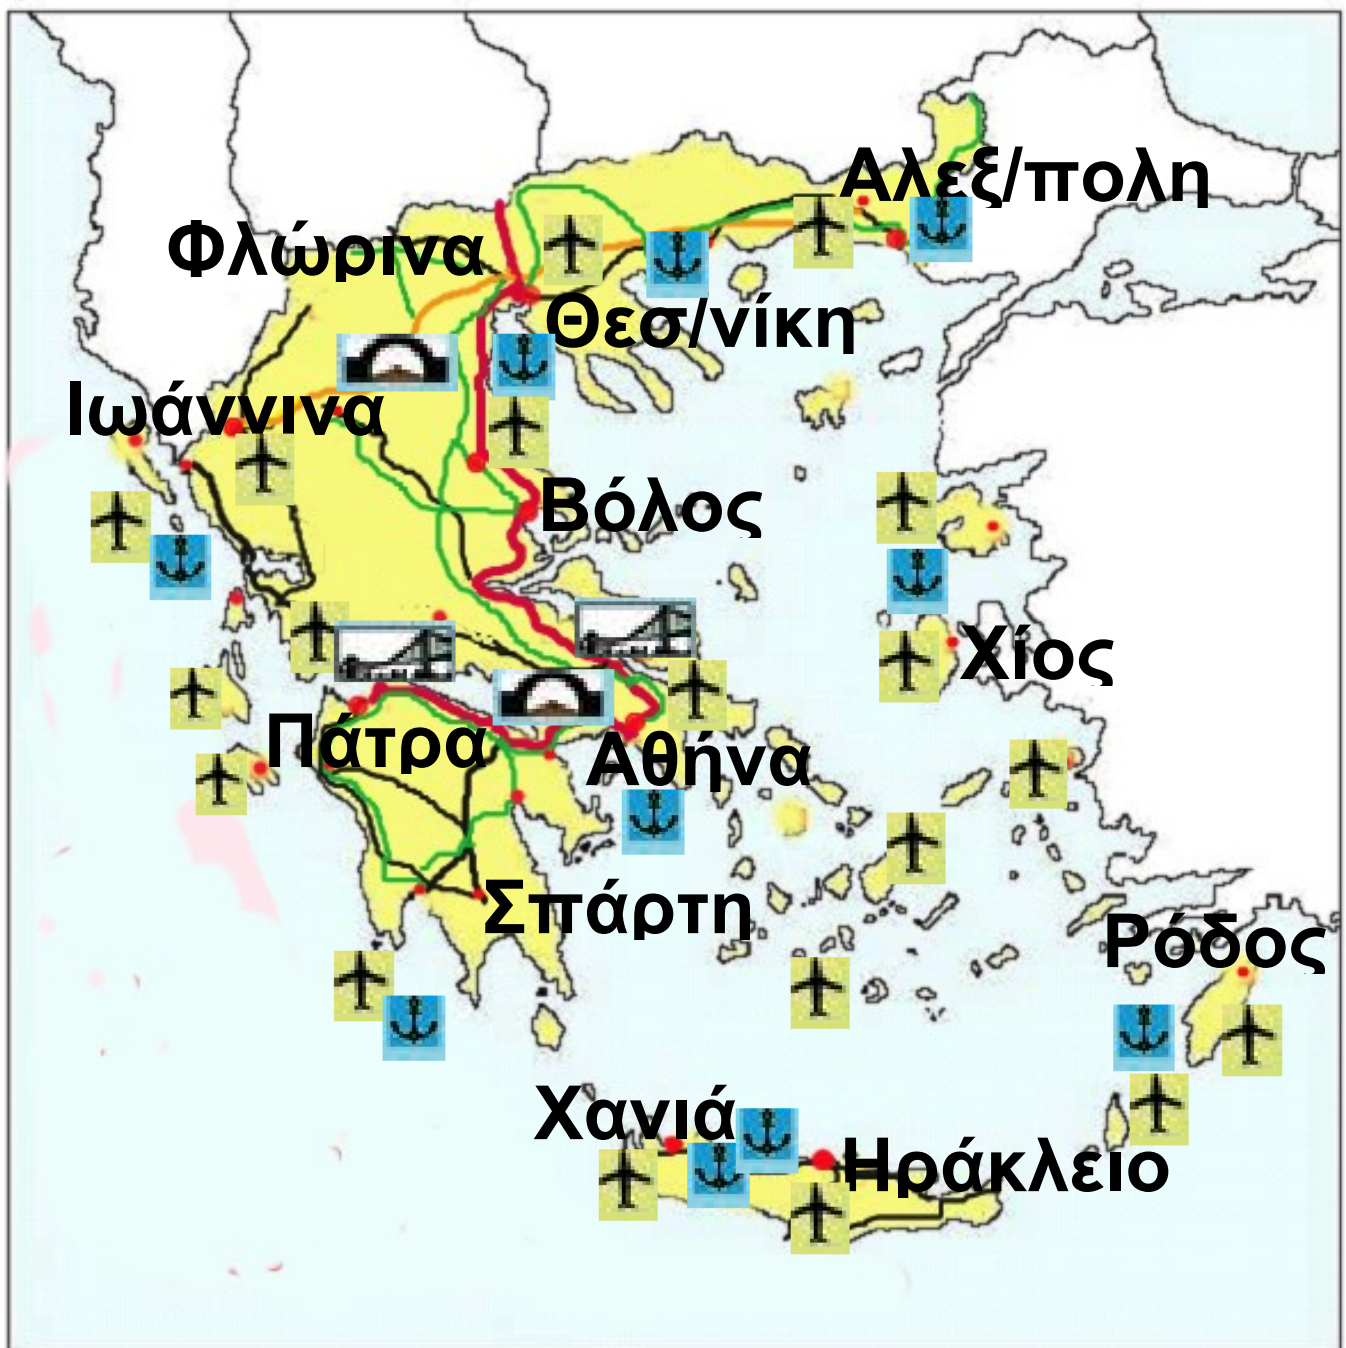 Αλεξ/πολη
Φλώρινα
Θεσ/νίκη
Ιωάννινα
Βόλος
Χίος
Πάτρα
Αθήνα
Σπάρτη
Ρόδος
Χανιά
Ηράκλειο